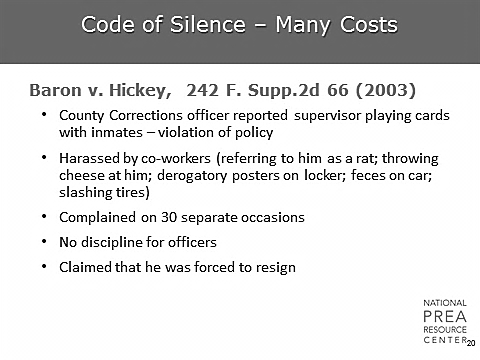 Code of Silence – Many Costs
Baron v. Hickey, 242 F. Supp.2d 66 (2003)
• County Corrections officer reported supervisor playing cards
with inmates – violation of policy
• Harassed by co-workers (referring to him as a rat; throwing
cheese at him; derogatory posters on locker; feces on car;
slashing tires)
• Complained on 30 separate occasions
• No discipline for officers
• Claimed that he was forced to resign
NATIONAL
PREA
RESOURCE
CENTER
20